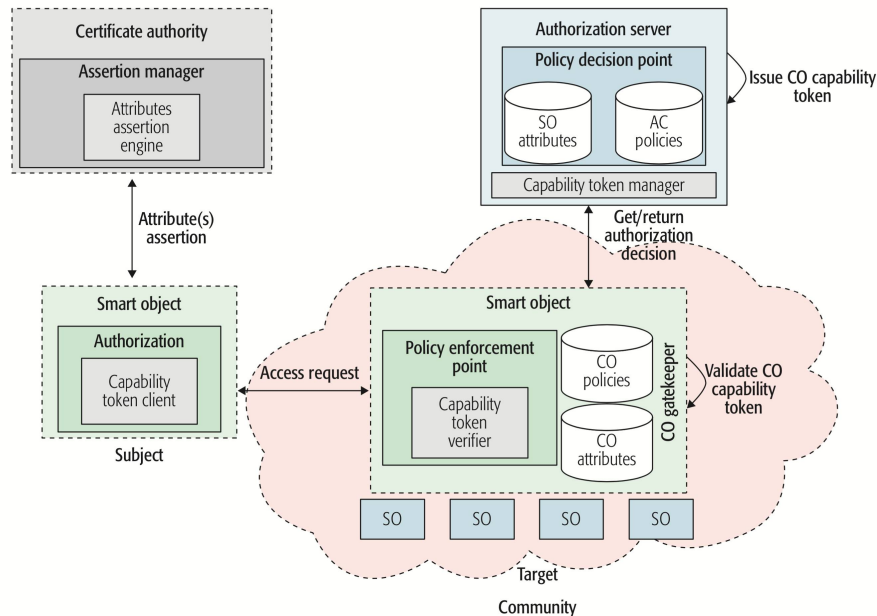 Certificate authority
Assertion manager
Attributes
assertion
engine
Attribute(s)
assertion
Authorization server
Policy decision point
SO
attributes
AC
policies
Capability token manager
Issue CO capability
token
Get/return
authorization
decision
Smart object
Authorization
Capability
token client
Subject
Access request
Smart object
Policy enforcement
point
Capability
token
verifier
CO
policies
CO
attributes
CO gatekeeper
Validate CO
capability
token
SO
SO
SO
SO
Target
Community